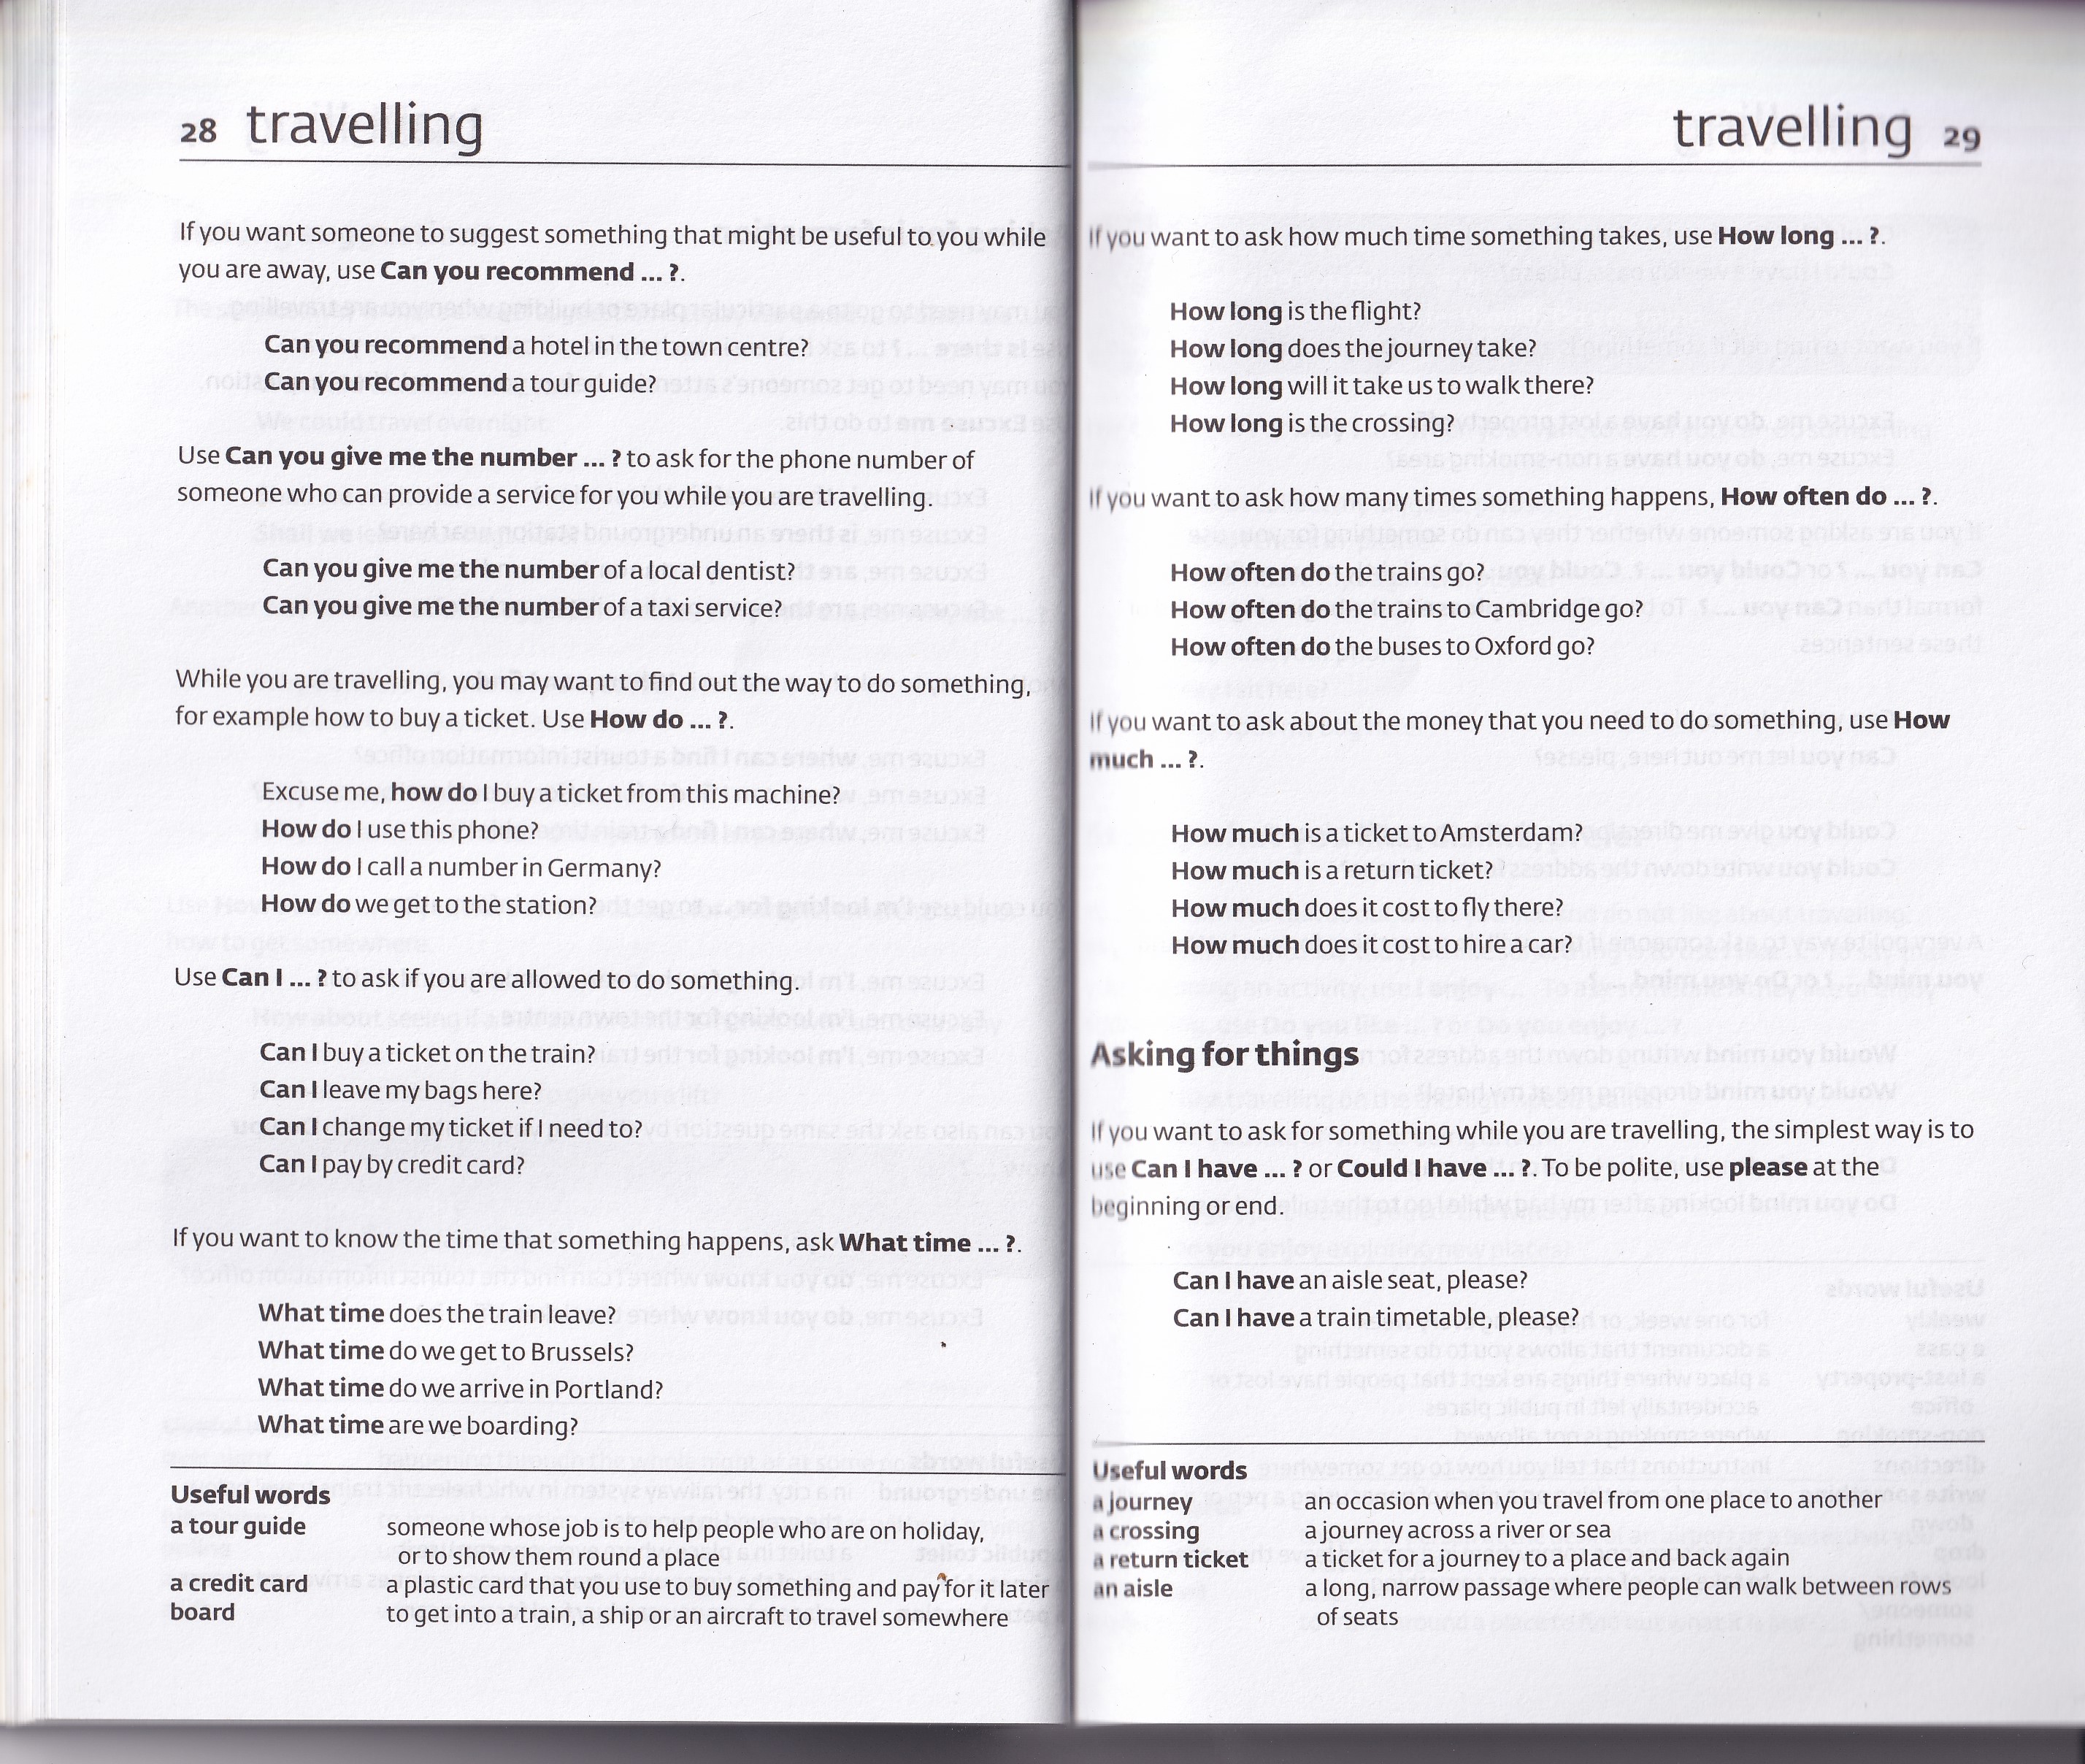 28 travelling
If you want someone to suggest something that might be useful to you while
you are away, use Can you recommend ... ?.
Can you recommend a hotel in the town centre?
Can you recommend a tour guide?
Use Can you give me the number ... ? to ask for the phone number of
someone who can provide a service for you while you are travelling.
Can you give me the number of a local dentist?
Can you give me the number of a taxi service?
While you are travelling, you may want to find out the way to do something,
for example how to buy a ticket. Use How do ... ?.
Excuse me, how do I buy a ticket from this machine?
How do I use this phone?
How do I call a number in Germany?
How do we get to the station?
Use Can I ... ? to ask if you are allowed to do something.
Can I buy a ticket on the train?
Can I leave my bags here?
Can I change my ticket if I need to?
Can I pay by credit card?
If you want to know the time that something happens, ask What time ... ?.
What time does the train leave?
What time do we get to Brussels?
What time do we arrive in Portland?
What time are we boarding?
Useful words
a tour guide someone whose job is to help people who are on holiday,
or to show them round a place
a credit card a plastic card that you use to buy something and pay for it later
board to get into a train, a ship or an aircraft to travel somewhere
travelling 29
If you want to ask how much time something takes, use How long ... ?.
How long is the flight?
How long does the journey take?
How long will it take us to walk there?
How long is the crossing?
If you want to ask how many times something happens, How often do ... ?.
How often do the trains go?
How often do the trains to Cambridge go?
How often do the buses to Oxford go?
If you want to ask about the money that you need to do something, use How
much ... ?.
How much is a ticket to Amsterdam?
How much is a return ticket?
How much does it cost to fly there?
How much does it cost to hire a car?
Asking for things
If you want to ask for something while you are travelling, the simplest way is to
use Can I have ... ? or Could I have ... ?. To be polite, use please at the
beginning or end.
Can I have an aisle seat, please?
Can I have a train timetable, please?
Useful words
a journey an occasion when you travel from one place to another
a crossing a journey across a river or sea
a return ticket a ticket for a journey to a place and back again
an aisle a long, narrow passage where people can walk between rows
of seats